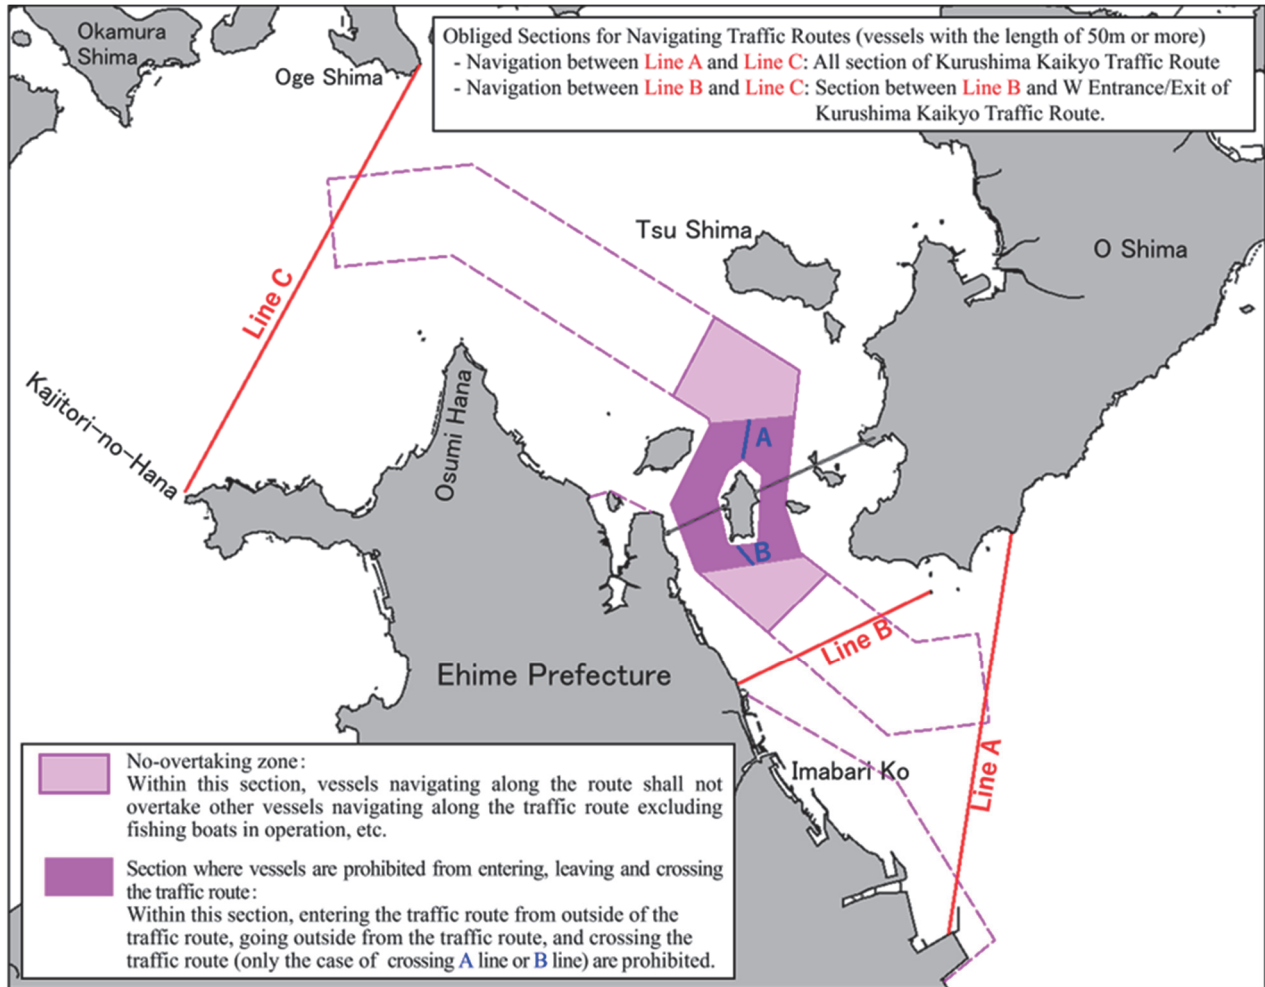 Okamura
Shima
Oge Shima
Obliged Sections for Navigating Traffic Routes (vessels with the length of 50m or more)
- Navigation between Line A and Line C: All section of Kurushima Kaikyo Traffic Route
- Navigation between Line B and Line C: Section between Line B and W Entrance/Exit of
Kurushima Kaikyo Traffic Route.
Tsu Shima
O Shima
Line C
Kajitori-no-Hana
Osumi Hana
A
B
Line B
Ehime Prefecture
Line A
Imabari Ko
No-overtaking zone:
Within this section, vessels navigating along the route shall not
overtake other vessels navigating along the traffic route excluding
fishing boats in operation, etc.
Section where vessels are prohibited from entering, leaving and crossing
the traffic route:
Within this section, entering the traffic route from outside of the
traffic route, going outside from the traffic route, and crossing the
traffic route (only the case of crossing A line or B line) are prohibited.